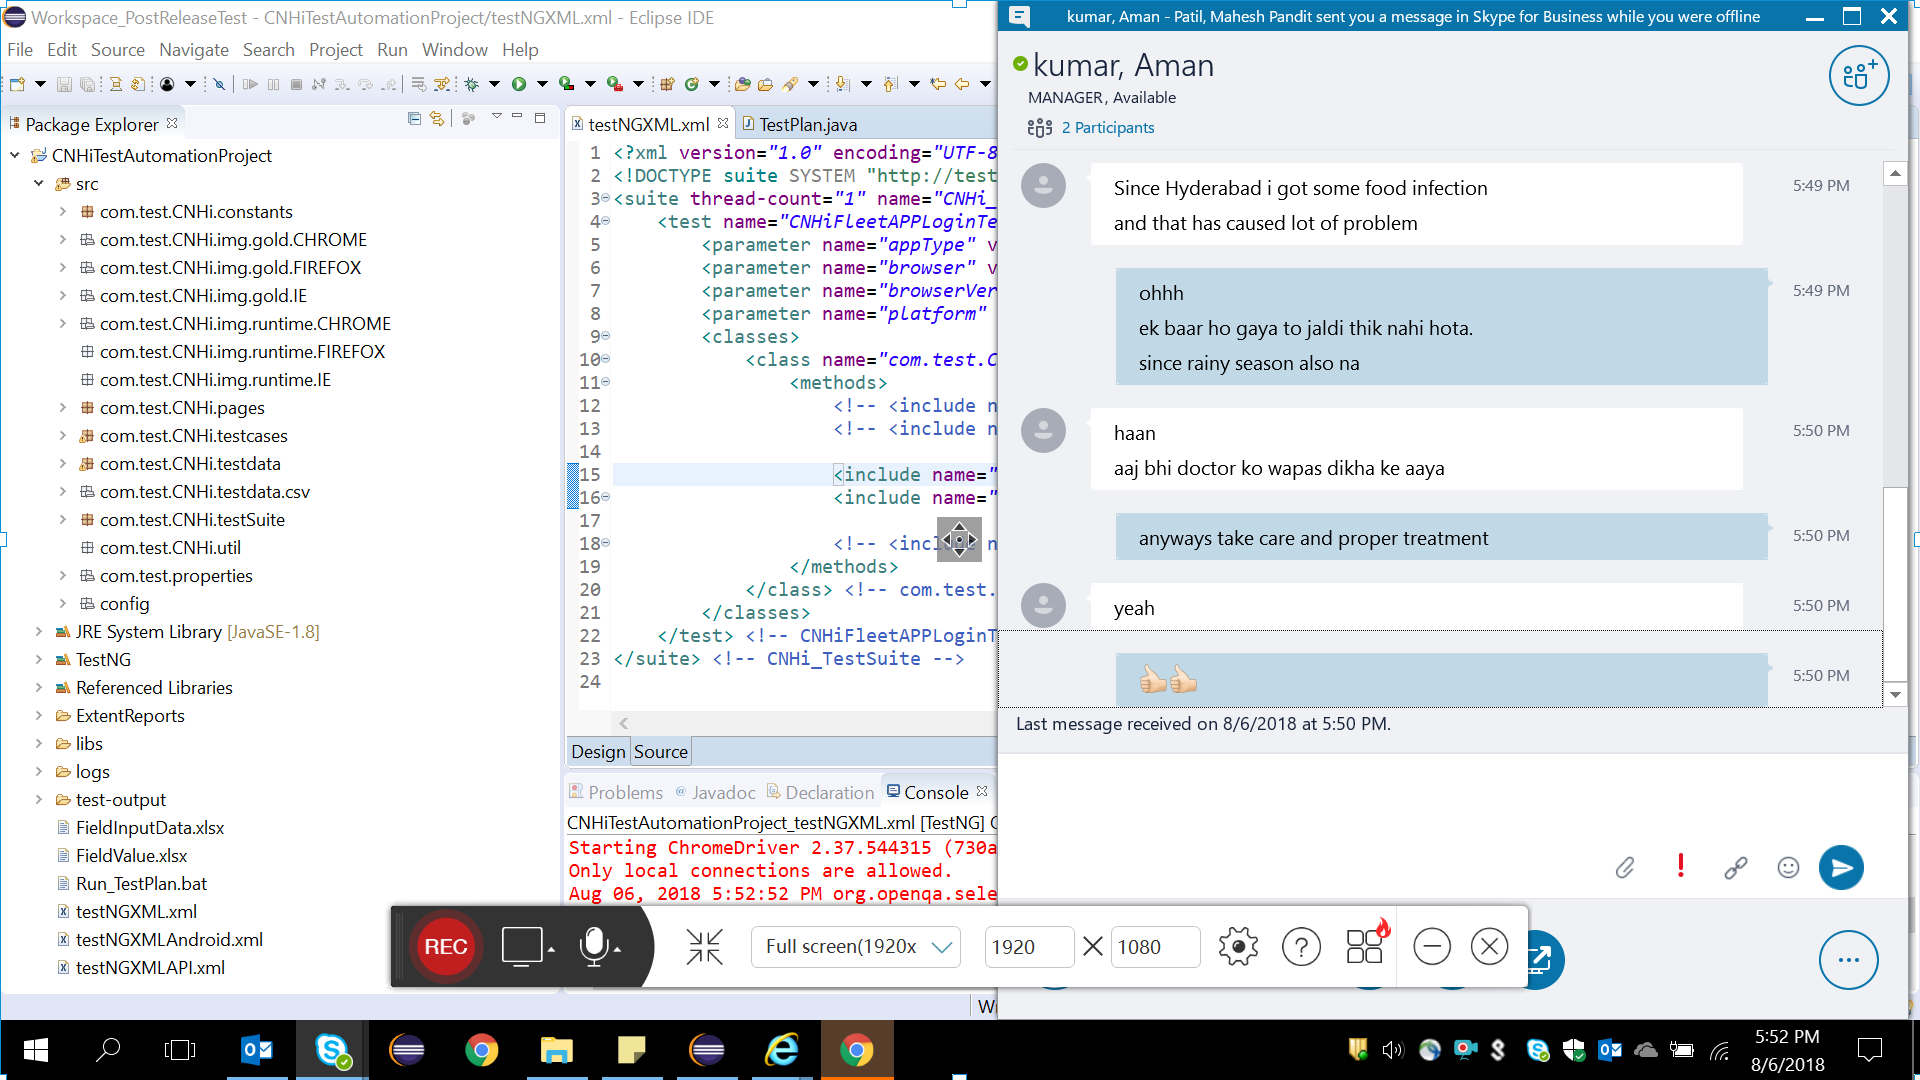 Workspace_PostReleaseTest - CNHiTestAutomationProject/testNGXML.xml - Eclipse IDE
File Edit Source Navigate Search Project Run Window Help
Package Explorer
CNHiTestAutomationProject
src
com.test.CNHi.constants
com.test.CNHi.img.gold.CHROME
com.test.CNHi.img.gold.FIREFOX
com.test.CNHi.img.gold.IE
com.test.CNHi.img.runtime.CHROME
com.test.CNHi.img.runtime.FIREFOX
com.test.CNHi.img.runtime.IE
com.test.CNHi.pages
com.test.CNHi.testcases
com.test.CNHi.testdata
com.test.CNHi.testdata.csv
com.test.CNHi.testSuite
com.test.CNHi.util
com.test.properties
config
JRE System Library [JavaSE-1.8]
TestNG
Referenced Libraries
ExtentReports
libs
logs
test-output
FieldInputData.xlsx
FieldValue.xlsx
Run_TestPlan.bat
testNGXML.xml
testNGXMLAndroid.xml
testNGXMLAPI.xml
testNGXML.xml TestPlan.java
1 <?xml version="1.0" encoding="UTF-8
2 <!DOCTYPE suite SYSTEM "http://test
3 <suite thread-count="1" name="CNHi_
4 <test name="CNHiFleetAPPLoginTe
5 <parameter name="appType" v
6 <parameter name="browser" v
7 <parameter name="browserVer
8 <parameter name="platform"
9 <classes>
10 <class name="com.test.C
11 <methods>
12 <!-- <include n
13 <!-- <include n
14
15 <include name="
16 <include name="
17
18 <!-- <incl n
19 </methods>
20 </class> <!-- com.test.
21 </classes>
22 </test> <!-- CNHiFleetAPPLoginT
23 </suite> <!-- CNHi_TestSuite -->
24
Design Source
Problems Javadoc Declaration Console
CNHiTestAutomationProject_testNGXML.xml [TestNG] C
Starting ChromeDriver 2.37.544315 (730a
Only local connections are allowed.
Aug 06, 2018 5:52:52 PM org.openqa.sele
kumar, Aman - Patil, Mahesh Pandit sent you a message in Skype for Business while you were offline
kumar, Aman
MANAGER, Available
2 Participants
Since Hyderabad i got some food infection 5:49 PM
and that has caused lot of problem
ohhh 5:49 PM
ek baar ho gaya to jaldi thik nahi hota.
since rainy season also na
haan 5:50 PM
aaj bhi doctor ko wapas dikha ke aaya
anyways take care and proper treatment 5:50 PM
yeah 5:50 PM
5:50 PM
Last message received on 8/6/2018 at 5:50 PM.
REC Full screen(1920x 1920 1080
5:52 PM
8/6/2018